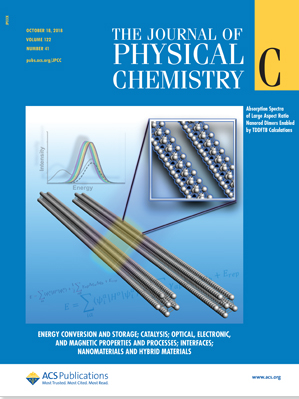 OCTOBER 18, 2018
VOLUME 122
NUMBER 41
pubs.acs.org/JPCC
THE JOURNAL OF
PHYSICAL
CHEMISTRY
C
Absorption Spectra
of Large Aspect Ratio
Nanorod Dimers Enabled
by TDDFTB Calculations
Intensity
Energy
ENERGY CONVERSION AND STORAGE; CATALYSIS; OPTICAL, ELECTRONIC,
AND MAGNETIC PROPERTIES AND PROCESSES; INTERFACES;
NANOMATERIALS AND HYBRID MATERIALS
ACS Publications
Most Trusted. Most Cited. Most Read.
www.acs.org